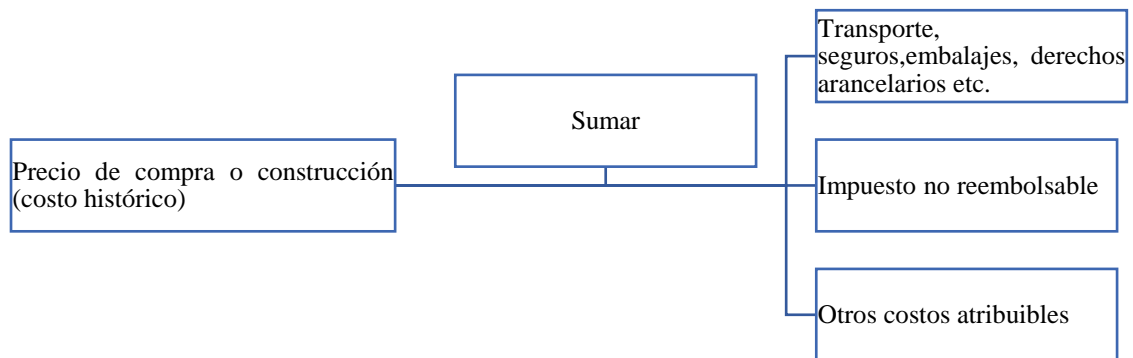 Precio de compra o construcción
(costo histórico)
Sumar
Transporte,
seguros,embalajes, derechos
arancelarios etc.
Impuesto no reembolsable
Otros costos atribuibles